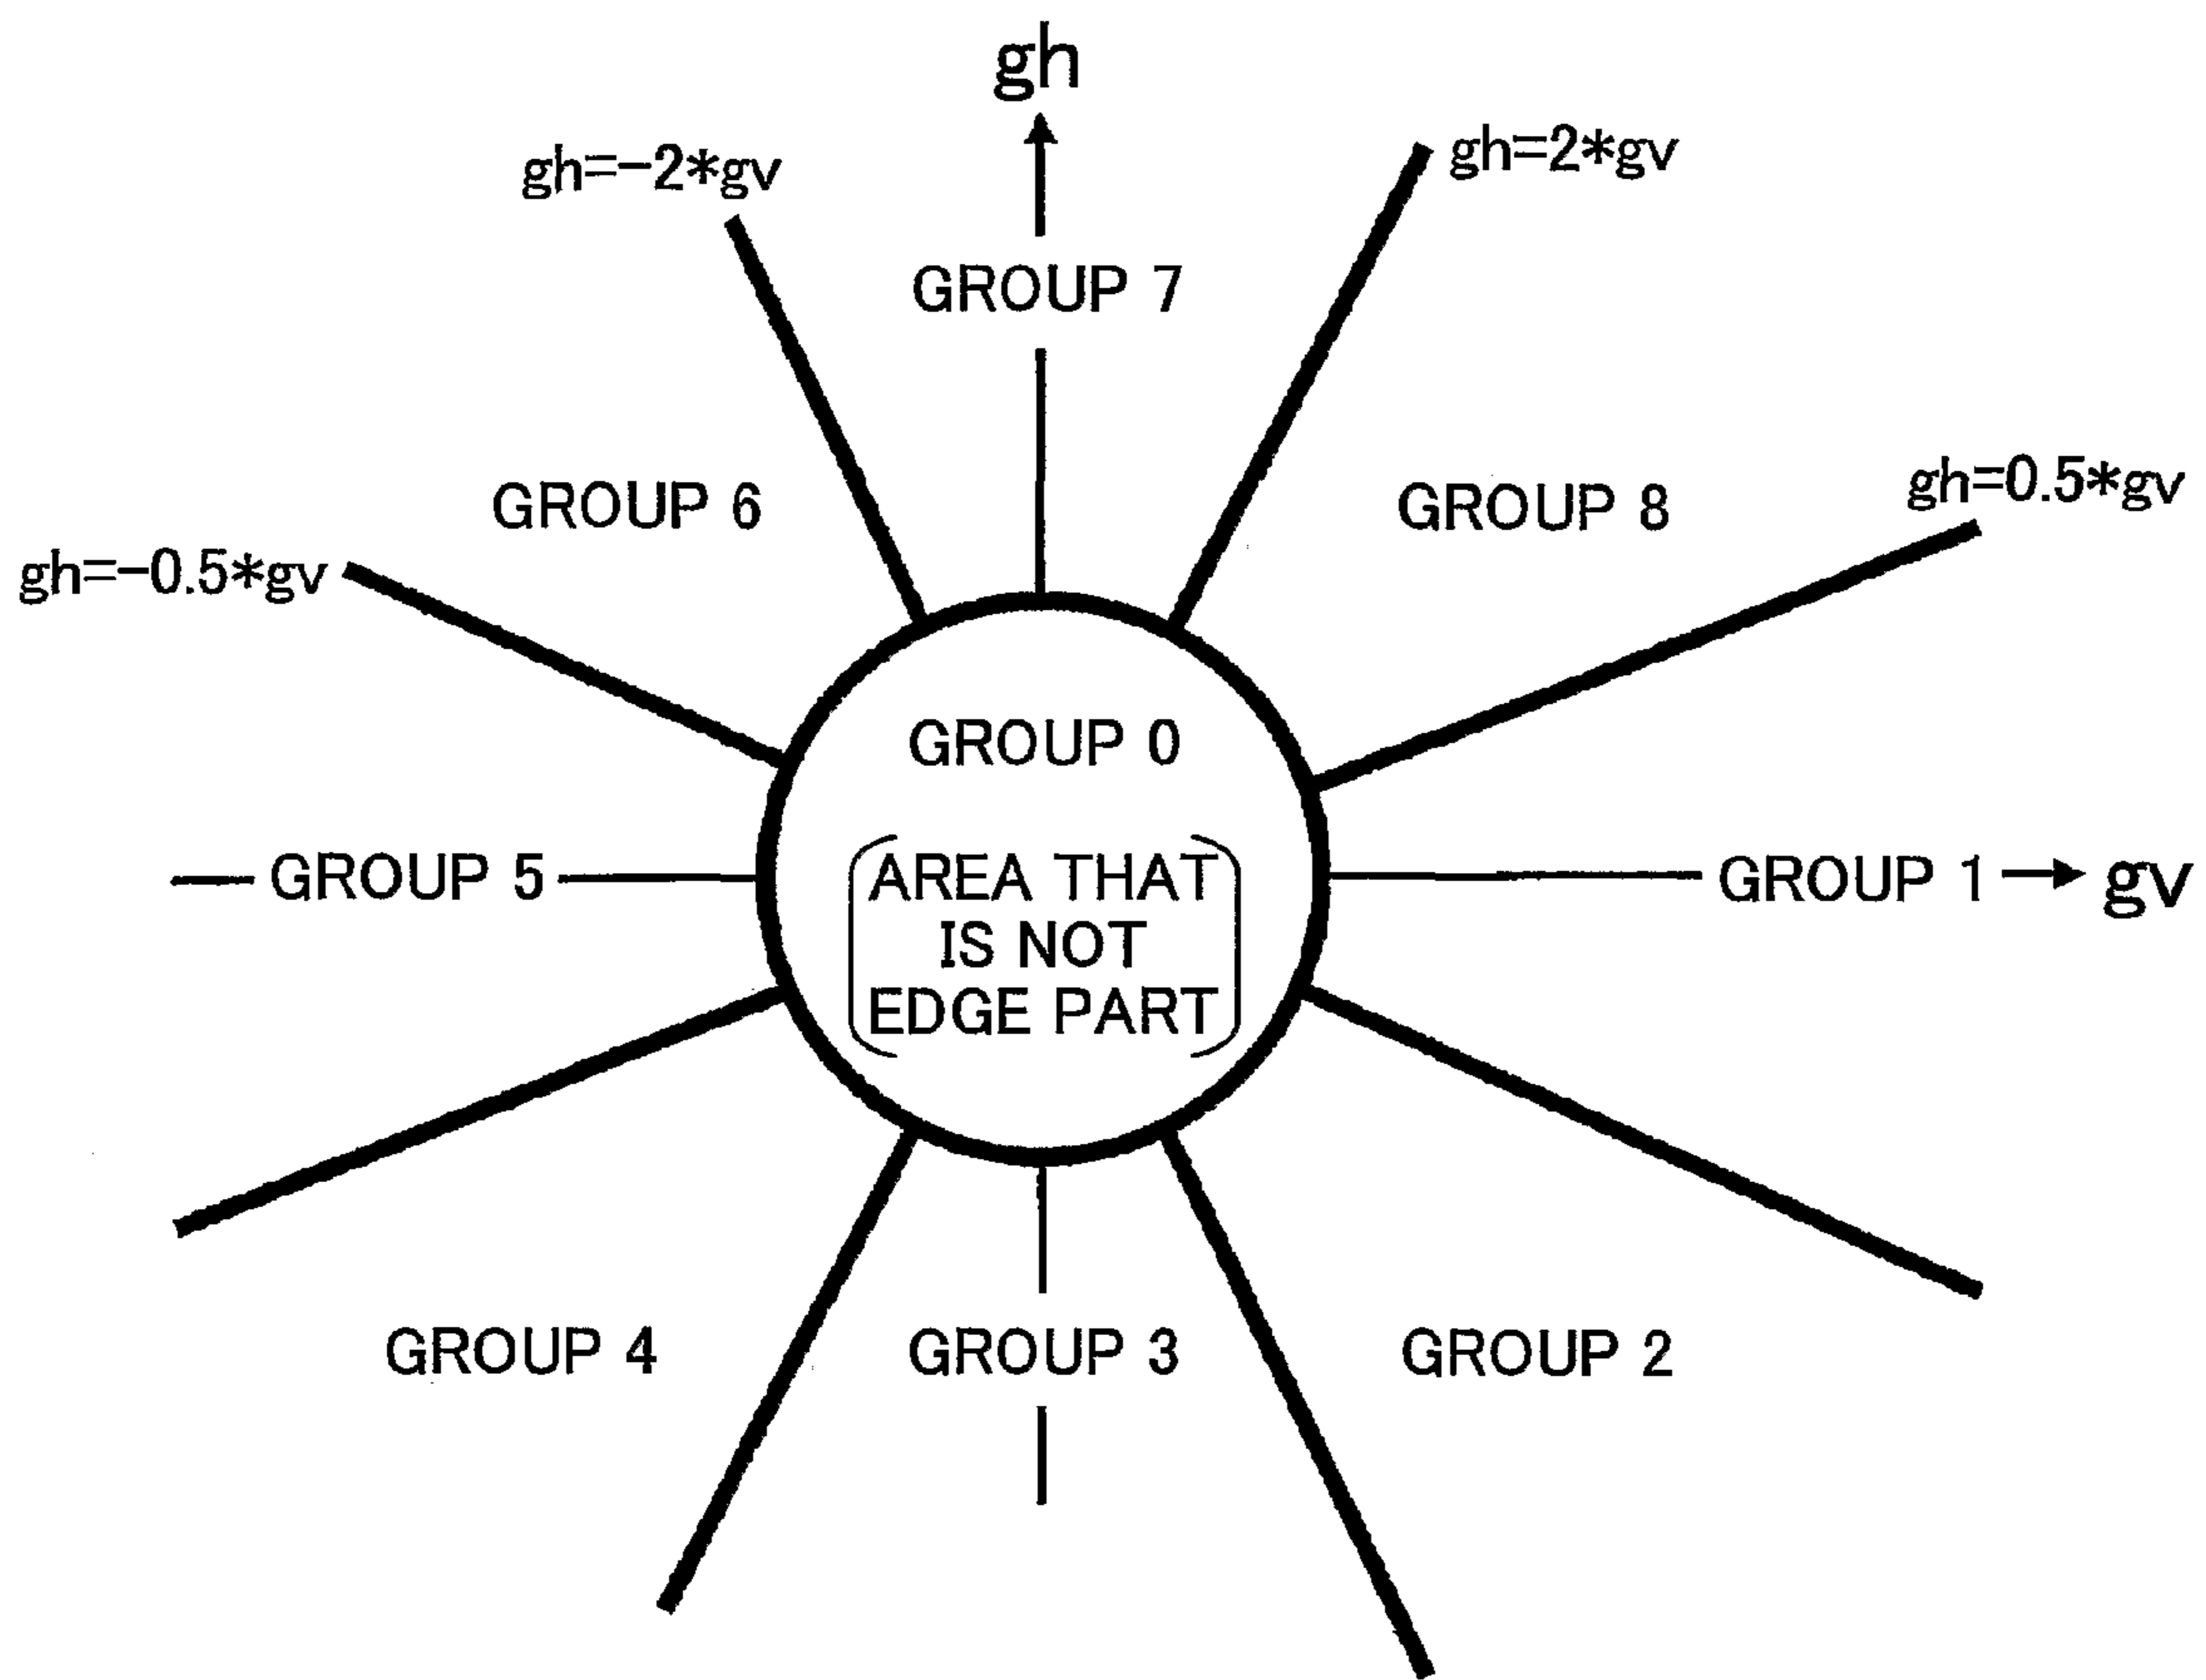 gh
gh=-2*gv
gh=2*gv
GROUP 7
GROUP 6
GROUP 8
gh=0.5*gv
gh=-0.5*gv
GROUP 0
GROUP 5
AREA THAT
IS NOT
EDGE PART
GROUP 1
gv
GROUP 4
GROUP 3
GROUP 2